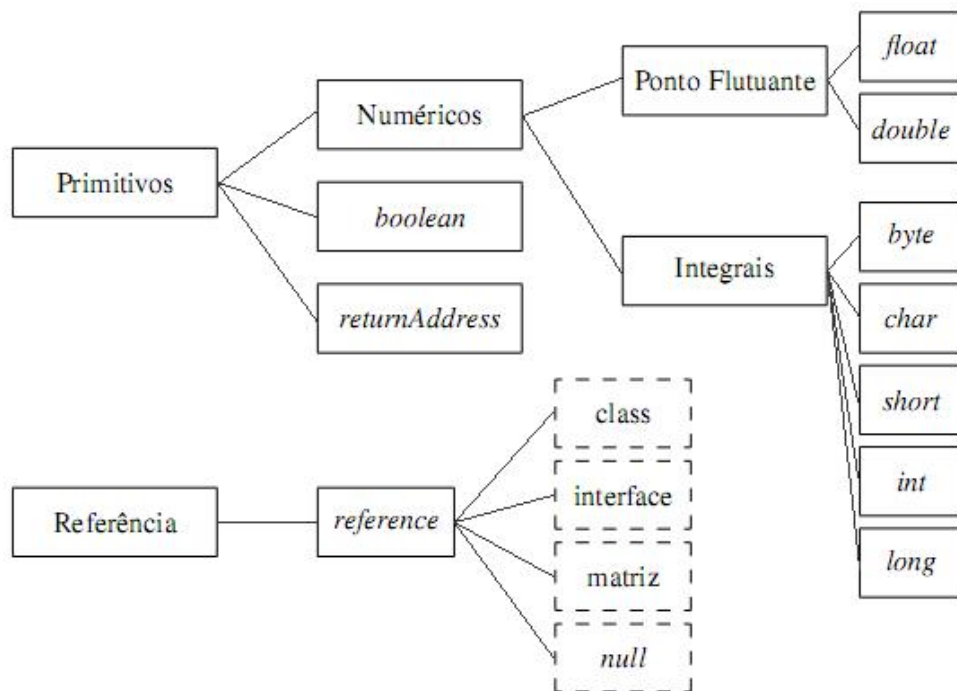 Primitivos
Numéricos
boolean
returnAddress
Ponto Flutuante
float
double
Integrais
byte
char
short
int
long
Referência
reference
class
interface
matriz
null